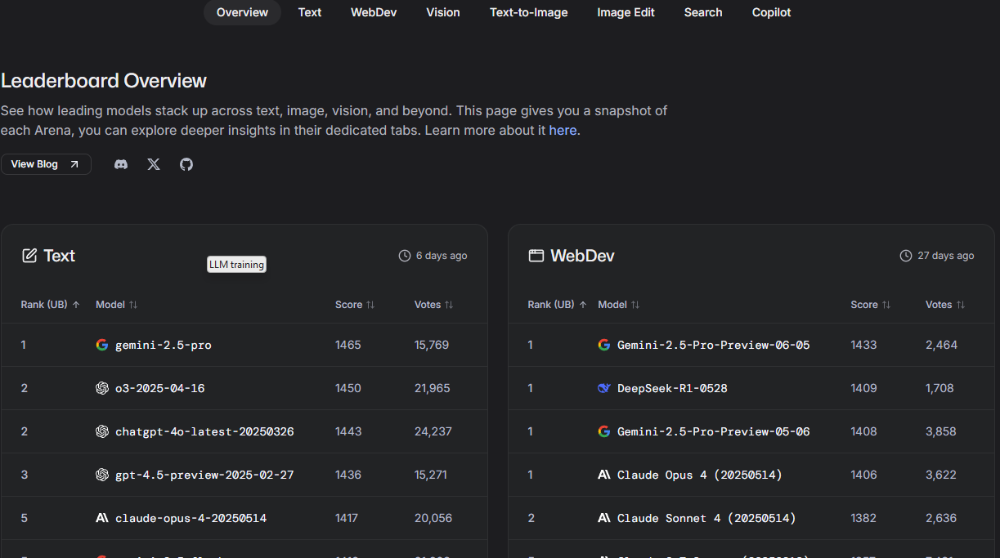 Overview Text WebDev Vision Text-to-Image Image Edit Search Copilot
Leaderboard Overview
See how leading models stack up across text, image, vision, and beyond. This page gives you a snapshot of
each Arena, you can explore deeper insights in their dedicated tabs. Learn more about it here.
View Blog
Text 6 days ago
LLM training
Rank (UB) Model Score Votes
1 gemini-2.5-pro 1465 15,769
2 o3-2025-04-16 1450 21,965
2 chatgpt-4o-latest-20250326 1443 24,237
3 gpt-4.5-preview-2025-02-27 1436 15,271
5 claude-opus-4-20250514 1417 20,056
WebDev 27 days ago
Rank (UB) Model Score Votes
1 Gemini-2.5-Pro-Preview-06-05 1433 2,464
1 DeepSeek-R1-0528 1409 1,708
1 Gemini-2.5-Pro-Preview-05-06 1408 3,858
1 Claude Opus 4 (20250514) 1406 3,622
2 Claude Sonnet 4 (20250514) 1382 2,636